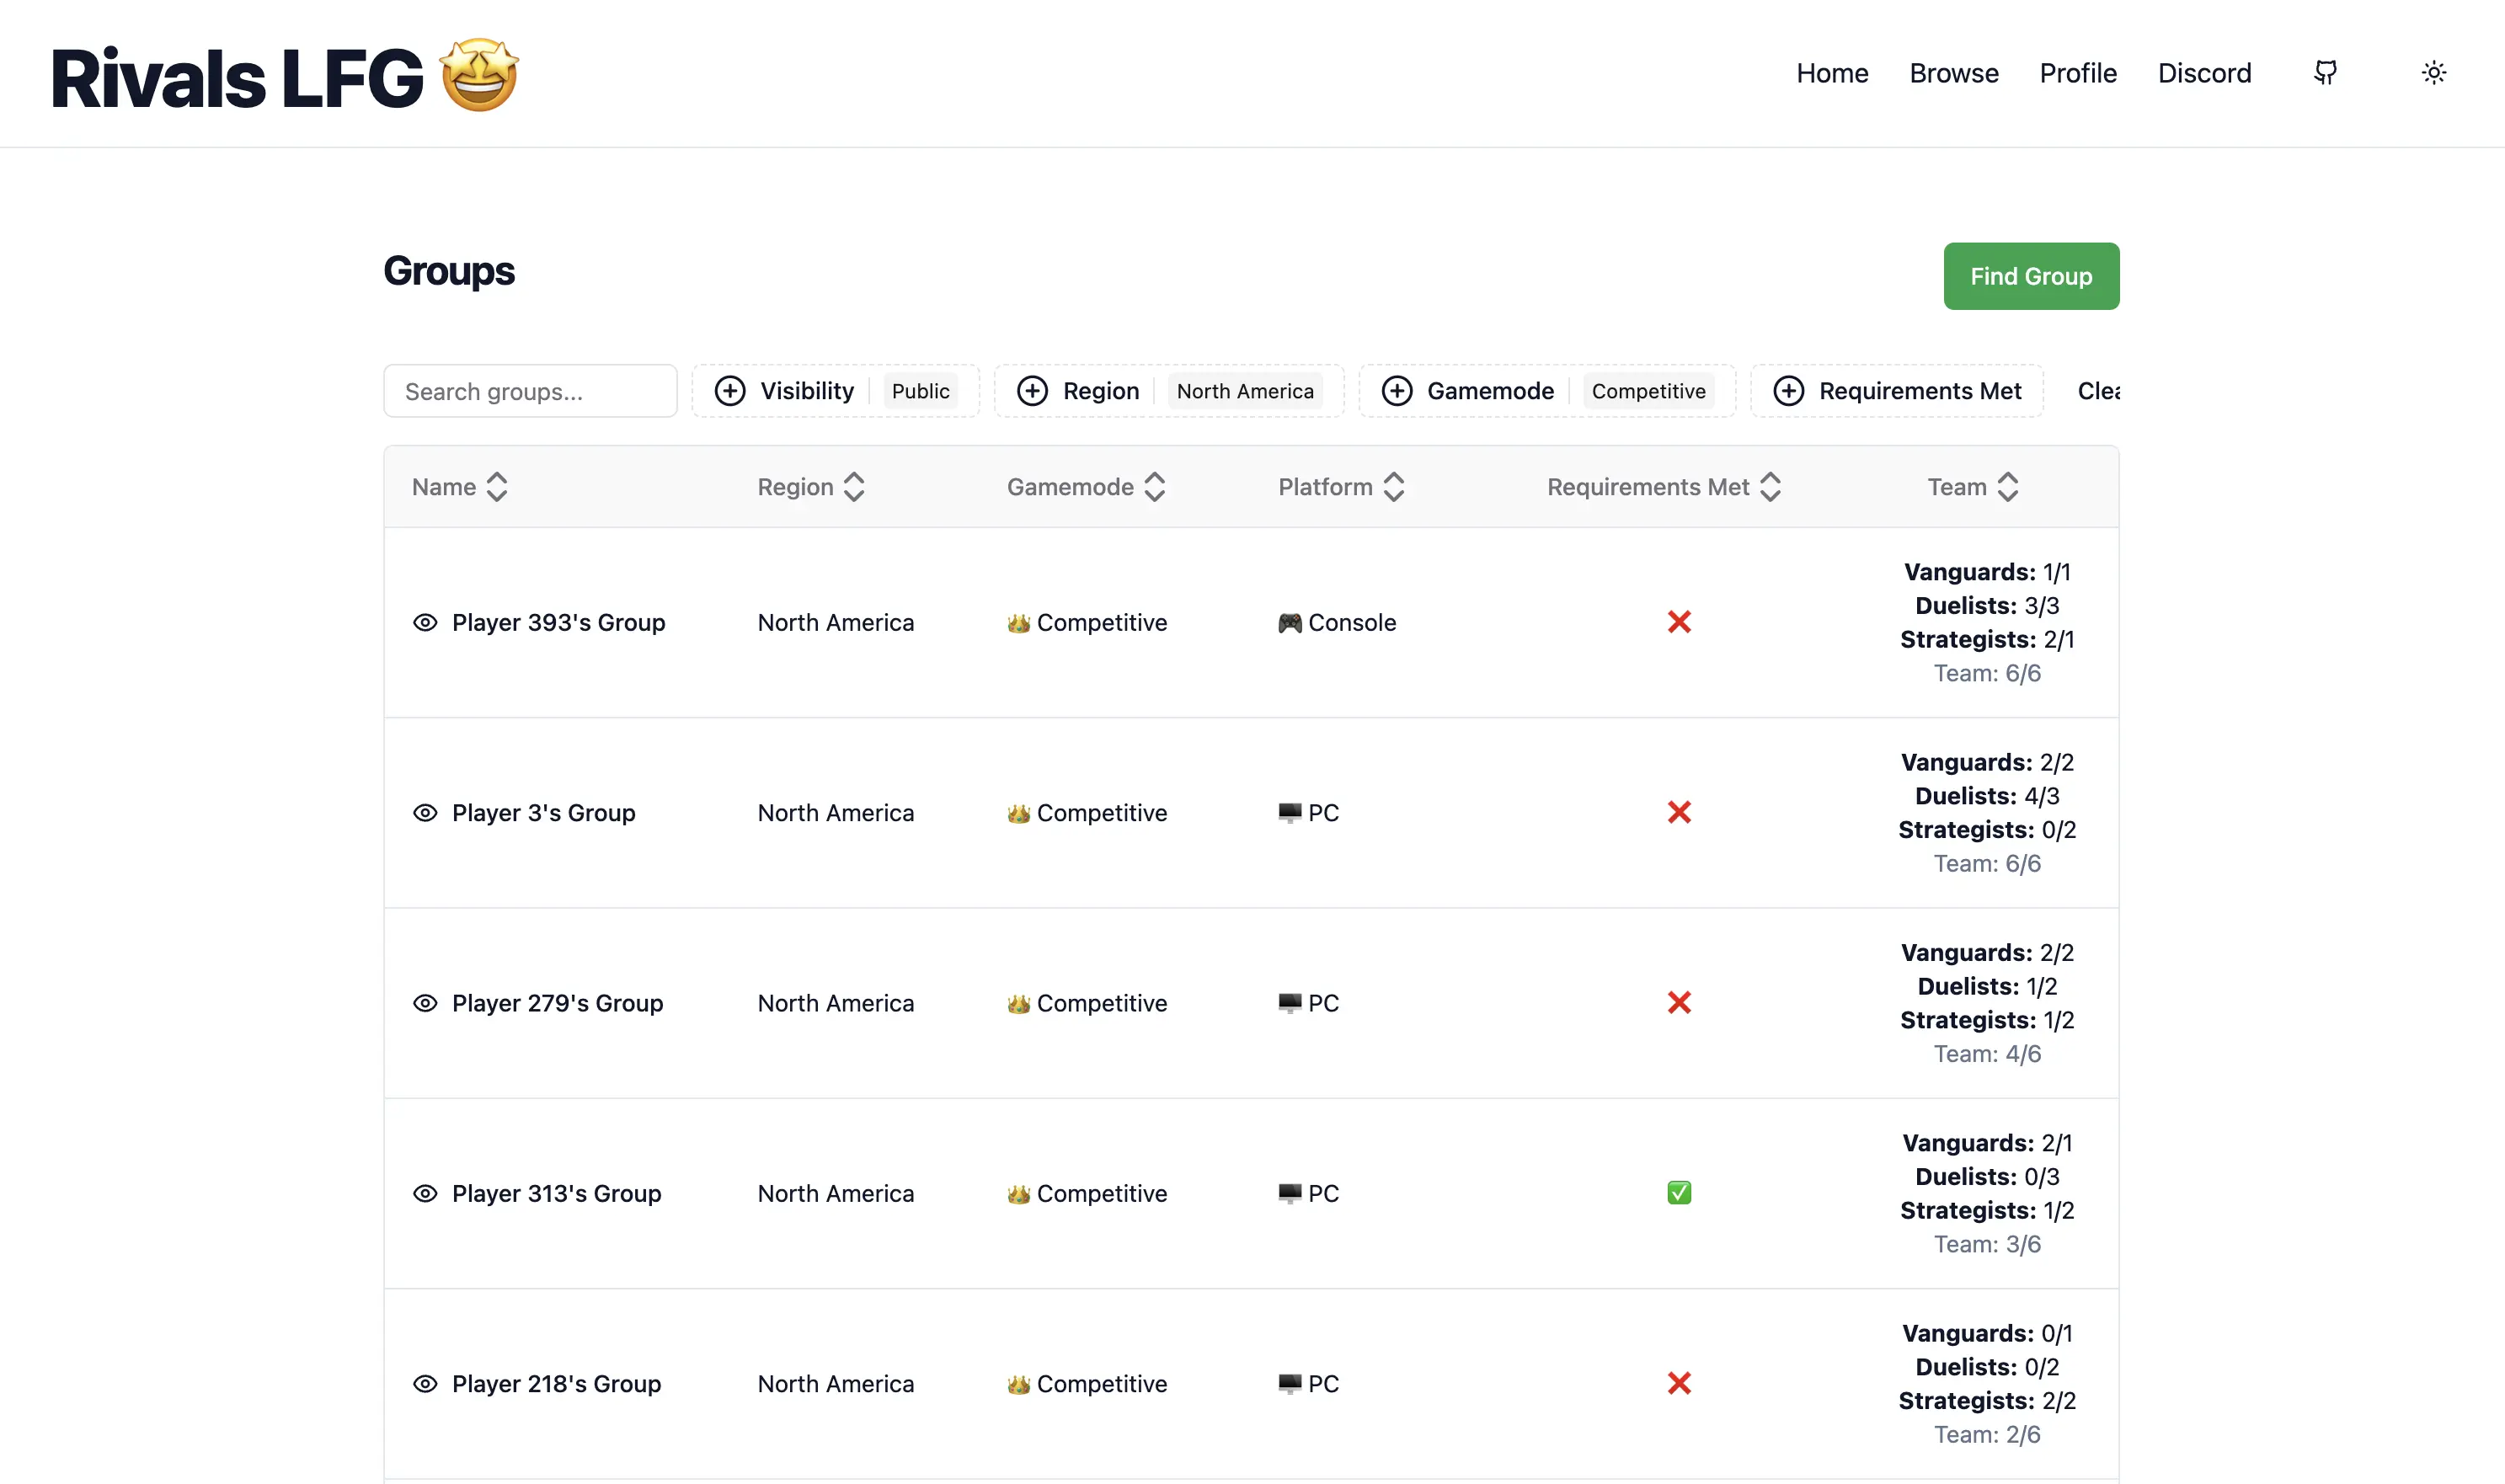 Rivals LFG 🤩
Home Browse Profile Discord
Groups
Find Group
Search groups... Visibility Public Region North America Gamemode Competitive Requirements Met Clea
Name Region Gamemode Platform Requirements Met Team
Player 393's Group North America 👑 Competitive 🎮 Console ❌
Vanguards: 1/1
Duelists: 3/3
Strategists: 2/1
Team: 6/6
Player 3's Group North America 👑 Competitive 🖥️ PC ❌
Vanguards: 2/2
Duelists: 4/3
Strategists: 0/2
Team: 6/6
Player 279's Group North America 👑 Competitive 🖥️ PC ❌
Vanguards: 2/2
Duelists: 1/2
Strategists: 1/2
Team: 4/6
Player 313's Group North America 👑 Competitive 🖥️ PC ✅
Vanguards: 2/1
Duelists: 0/3
Strategists: 1/2
Team: 3/6
Player 218's Group North America 👑 Competitive 🖥️ PC ❌
Vanguards: 0/1
Duelists: 0/2
Strategists: 2/2
Team: 2/6